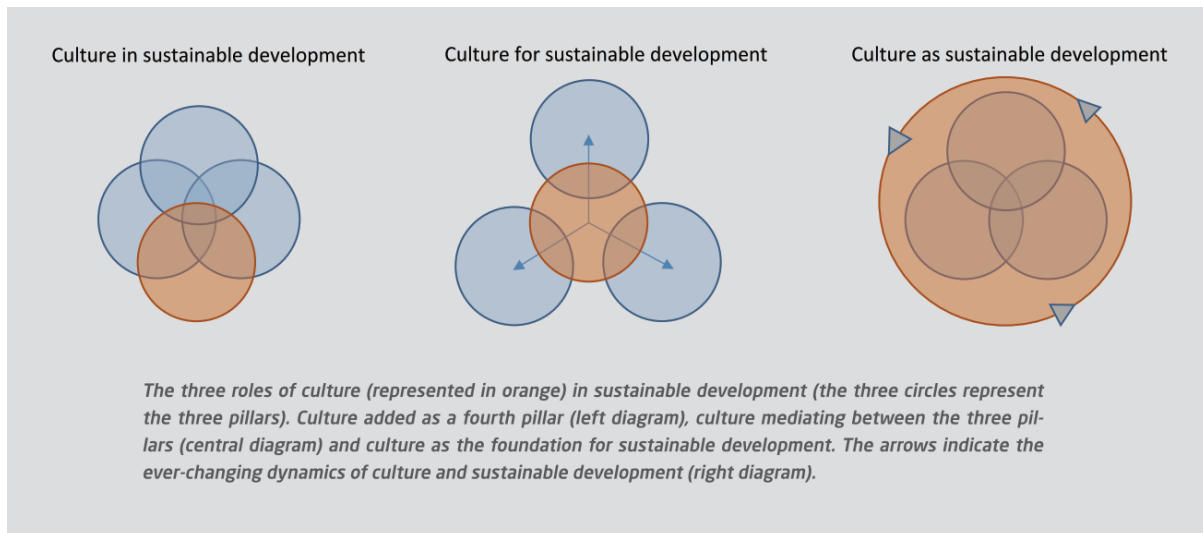 Culture in sustainable development
Culture for sustainable development
Culture as sustainable development
The three roles of culture (represented in orange) in sustainable development (the three circles represent
the three pillars). Culture added as a fourth pillar (left diagram), culture mediating between the three pil-
lars (central diagram) and culture as the foundation for sustainable development. The arrows indicate the
ever-changing dynamics of culture and sustainable development (right diagram).